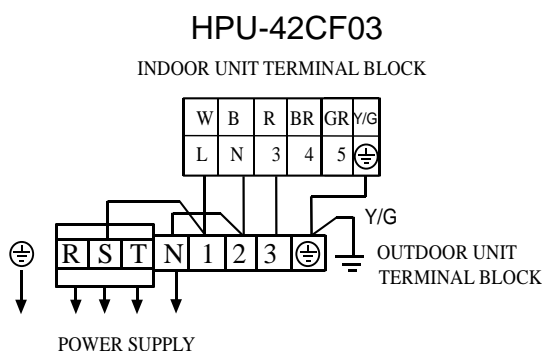 HPU-42CF03
INDOOR UNIT TERMINAL BLOCK
W B R BR GR Y/G
L N 3 4 5
Y/G
R S T N 1 2 3
OUTDOOR UNIT
TERMINAL BLOCK
POWER SUPPLY